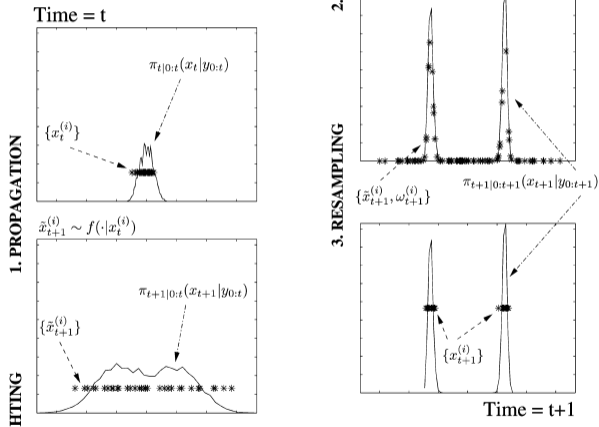 Time = t
π_{t|0:t}(x_t|y_{0:t})
{x_t^{(i)}}
1. PROPAGATION
x̃_{t+1}^{(i)} ∼ f(·|x_t^{(i)})
π_{t+1|0:t}(x_{t+1}|y_{0:t})
{x̃_{t+1}^{(i)}}
HTING
2.
{x̃_{t+1}^{(i)}, ω_{t+1}^{(i)}}
π_{t+1|0:t+1}(x_{t+1}|y_{0:t+1})
3. RESAMPLING
{x_{t+1}^{(i)}}
Time = t+1